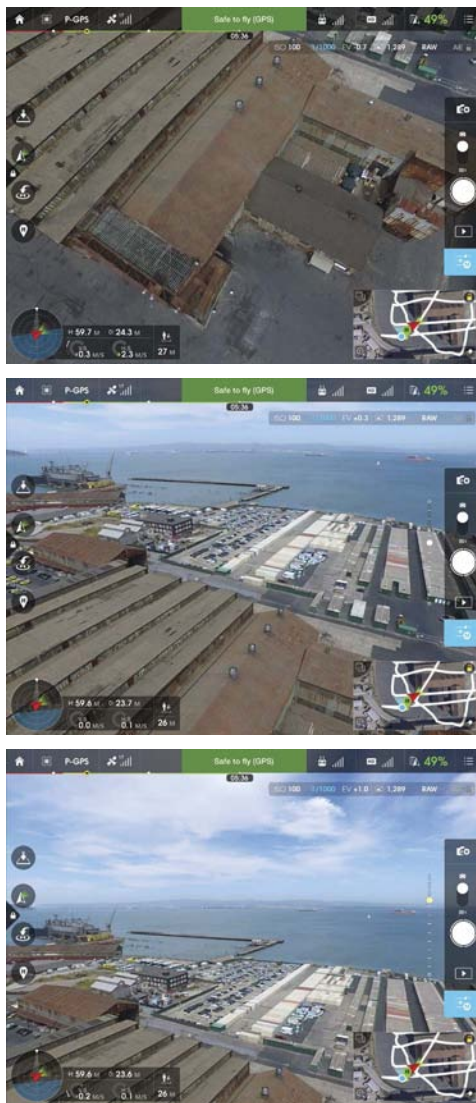 P-GPS Safe to fly (GPS) HD 49%
05:36
ISO 100 1/1000 EV -0.7 1,289 RAW AE
H 59.7 M D 24.3 M
0.3 M/S 2.3 M/S 27 M
P-GPS Safe to fly (GPS) HD 49%
05:36
ISO 100 EV +0.3 1,289 RAW
H 59.6 M D 23.7 M
0.0 M/S 0.1 M/S 26 M
P-GPS Safe to fly (GPS) HD 49%
05:36
ISO 100 1/1000 EV +1.0 1,289 RAW
H 59.6 M D 23.6 M
0.2 M/S 0.1 M/S 26 M